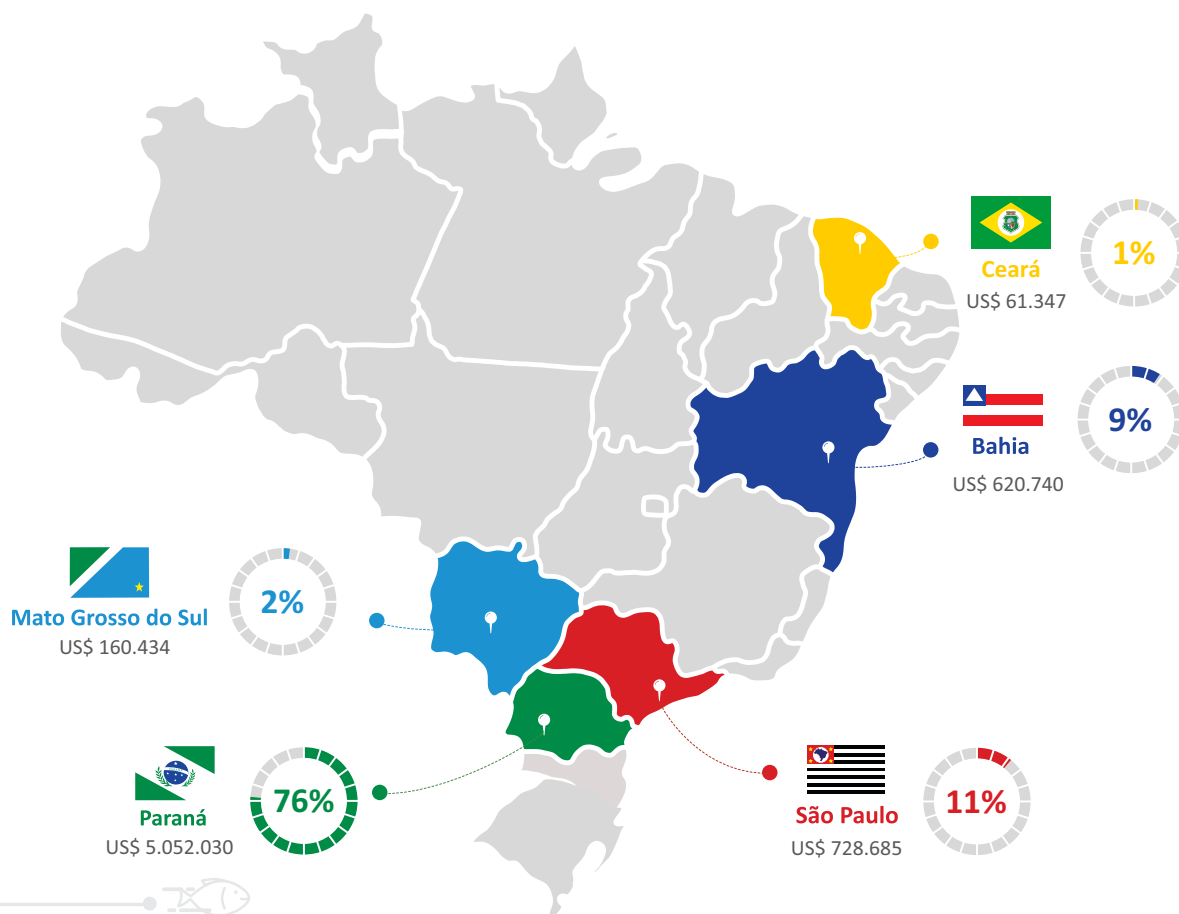 Ceará
US$ 61.347
1%
Bahia
US$ 620.740
9%
Mato Grosso do Sul
US$ 160.434
2%
Paraná
US$ 5.052.030
76%
São Paulo
US$ 728.685
11%